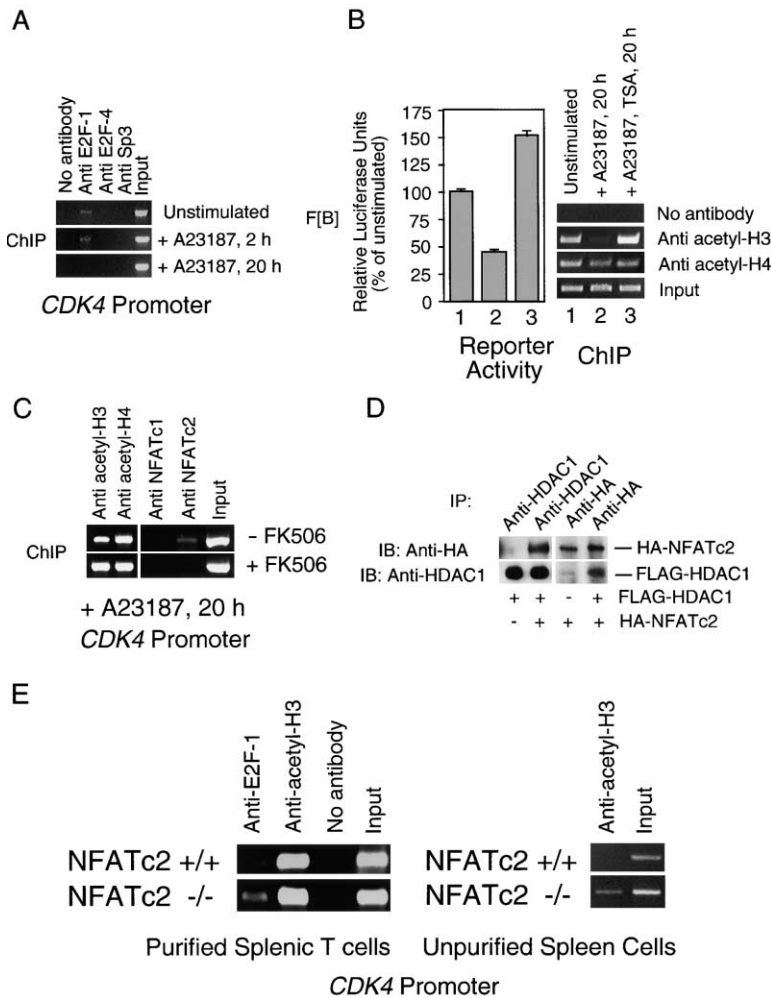 A
No antibody
Anti E2F-1
Anti E2F-4
Anti Sp3
Input
ChIP
Unstimulated
+ A23187, 2 h
+ A23187, 20 h
CDK4 Promoter
B
F[B]
Relative Luciferase Units
(% of unstimulated)
175
150
125
100
75
50
25
0
1 2 3
Reporter
Activity
Unstimulated
+ A23187, 20 h
+ A23187, TSA, 20 h
No antibody
Anti acetyl-H3
Anti acetyl-H4
Input
1 2 3
ChIP
C
Anti acetyl-H3
Anti acetyl-H4
Anti NFATc1
Anti NFATc2
Input
ChIP
- FK506
+ FK506
+ A23187, 20 h
CDK4 Promoter
D
IP:
Anti-HDAC1
Anti-HDAC1
Anti-HA
Anti-HA
IB: Anti-HA
HA-NFATc2
IB: Anti-HDAC1
FLAG-HDAC1
+ + - + FLAG-HDAC1
- + + + HA-NFATc2
E
Anti-E2F-1
Anti-acetyl-H3
No antibody
Input
NFATc2 +/+
NFATc2 -/-
Purified Splenic T cells
Anti-acetyl-H3
Input
NFATc2 +/+
NFATc2 -/-
Unpurified Spleen Cells
CDK4 Promoter